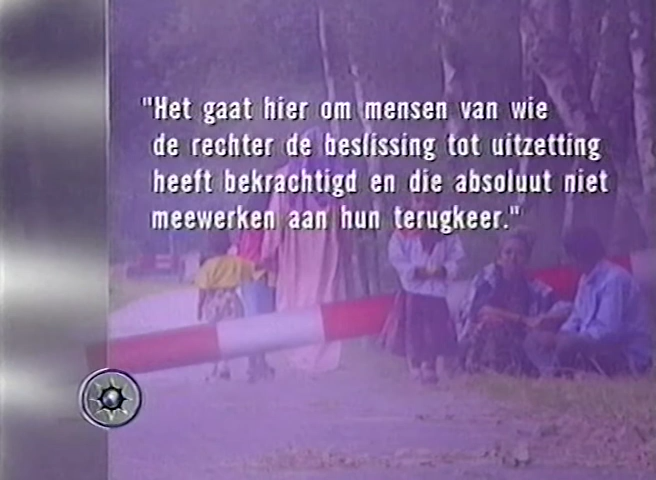 "Het gaat hier om mensen van wie
de rechter de beslissing tot uitzetting
heeft bekrachtigd en die absoluut niet
meewerken aan hun terugkeer."